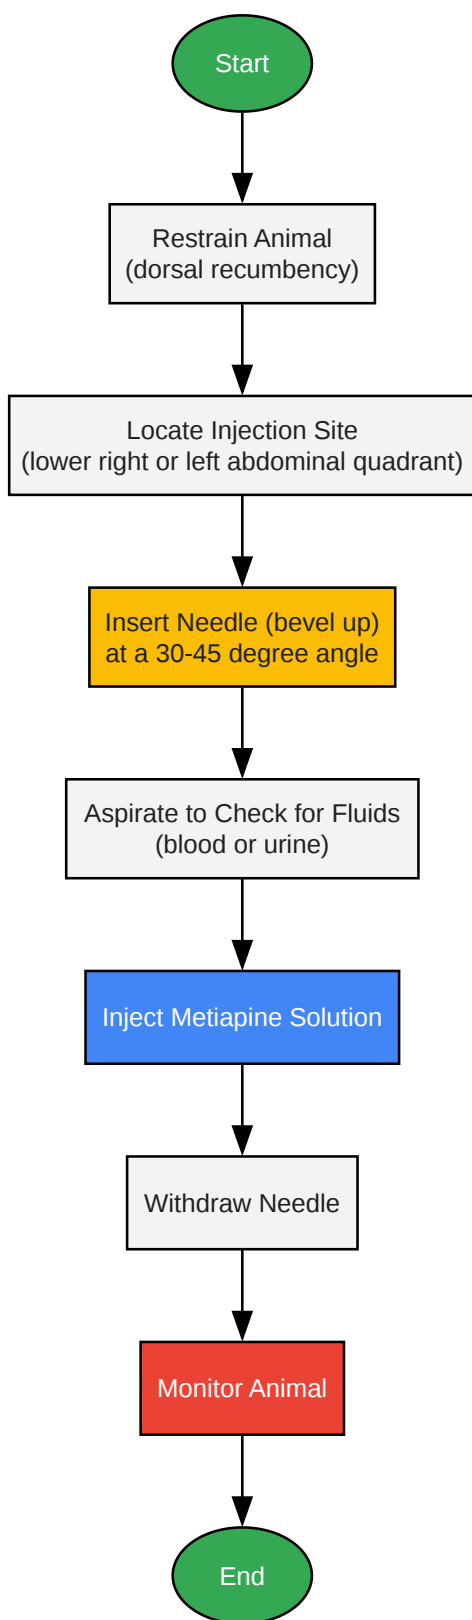 Start
Restrain Animal
(dorsal recumbency)
Locate Injection Site
(lower right or left abdominal quadrant)
Insert Needle (bevel up)
at a 30-45 degree angle
Aspirate to Check for Fluids
(blood or urine)
Inject Metiapine Solution
Withdraw Needle
Monitor Animal
End